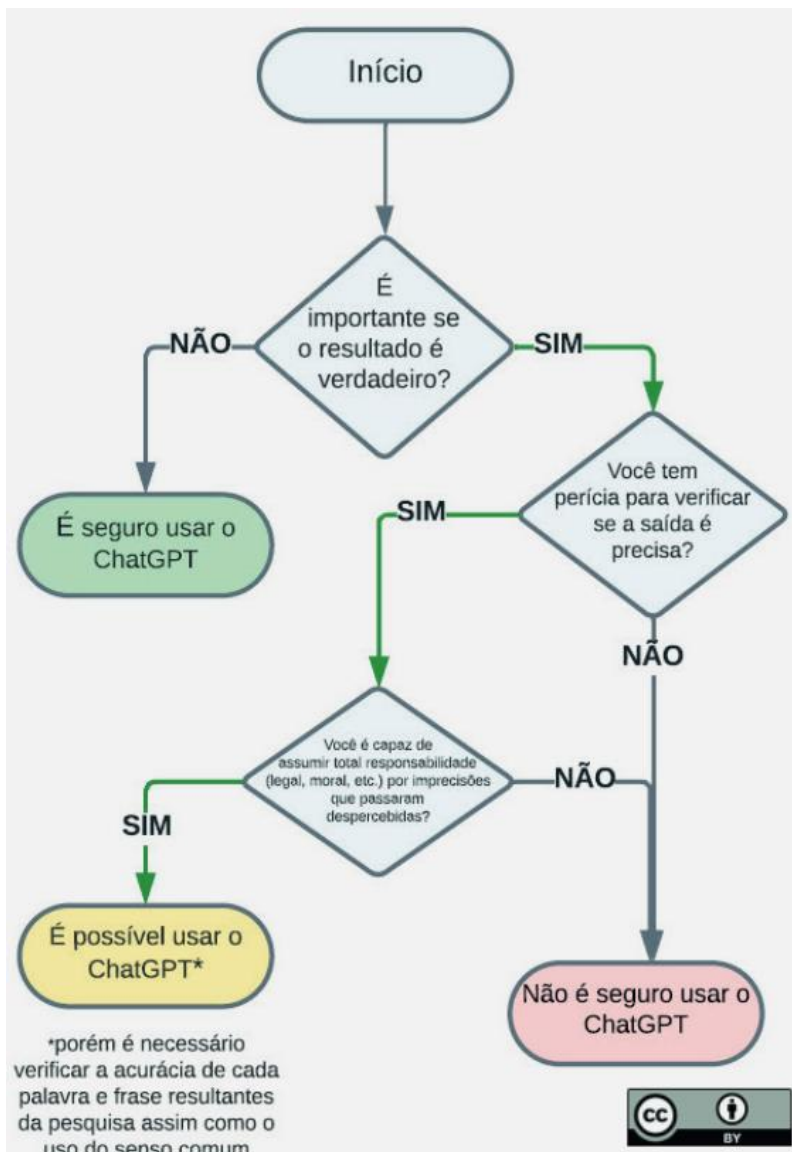 Início
É
importante se
o resultado é
verdadeiro?
NÃO
SIM
É seguro usar o
ChatGPT
Você tem
perícia para verificar
se a saída é
precisa?
SIM
NÃO
Você é capaz de
assumir total responsabilidade
(legal, moral, etc.) por imprecisões
que passaram
despercebidas?
NÃO
SIM
É possível usar o
ChatGPT*
Não é seguro usar o
ChatGPT
*porém é necessário
verificar a acurácia de cada
palavra e frase resultantes
da pesquisa assim como o
uso do senso comum
cc
BY